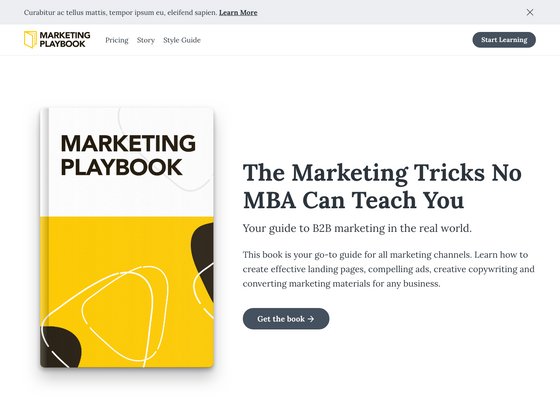 Curabitur ac tellus mattis, tempor ipsum eu, eleifend sapien. Learn More
MARKETING
PLAYBOOK
Pricing Story Style Guide
Start Learning
MARKETING
PLAYBOOK
The Marketing Tricks No
MBA Can Teach You
Your guide to B2B marketing in the real world.
This book is your go-to guide for all marketing channels. Learn how to
create effective landing pages, compelling ads, creative copywriting and
converting marketing materials for any business.
Get the book →